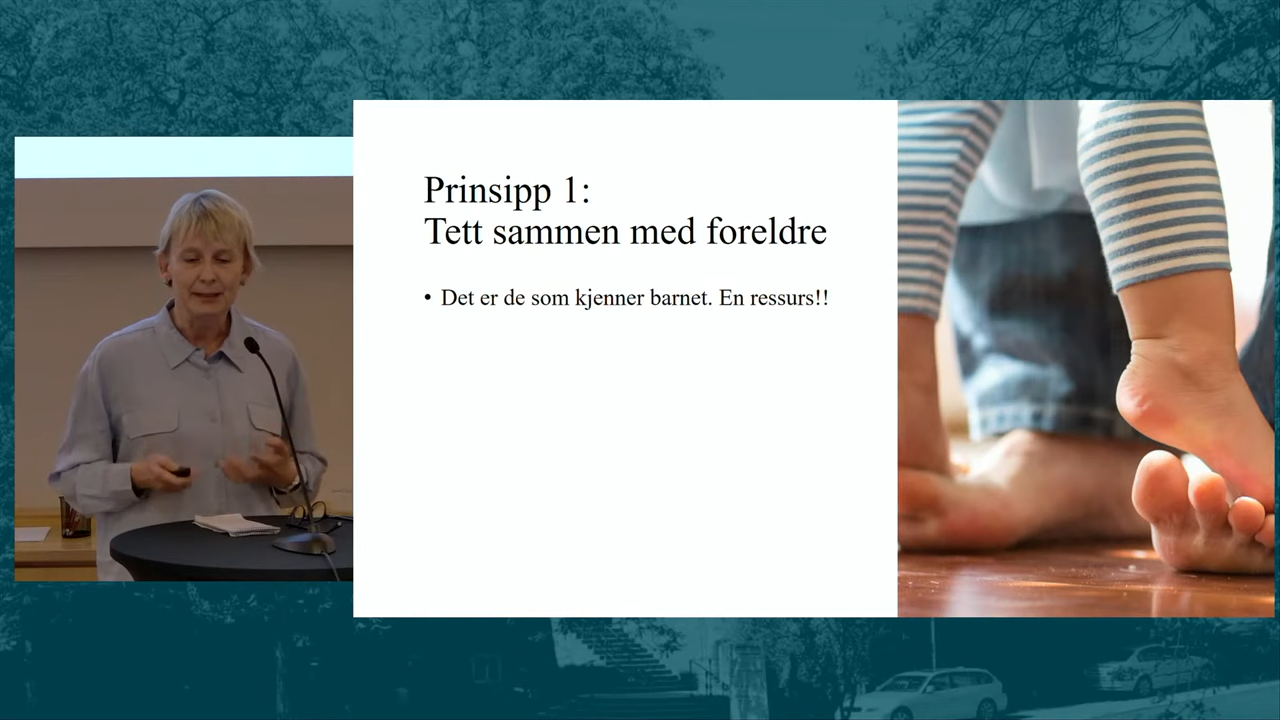 Prinsipp 1:
Tett sammen med foreldre
• Det er de som kjenner barnet. En ressurs!!